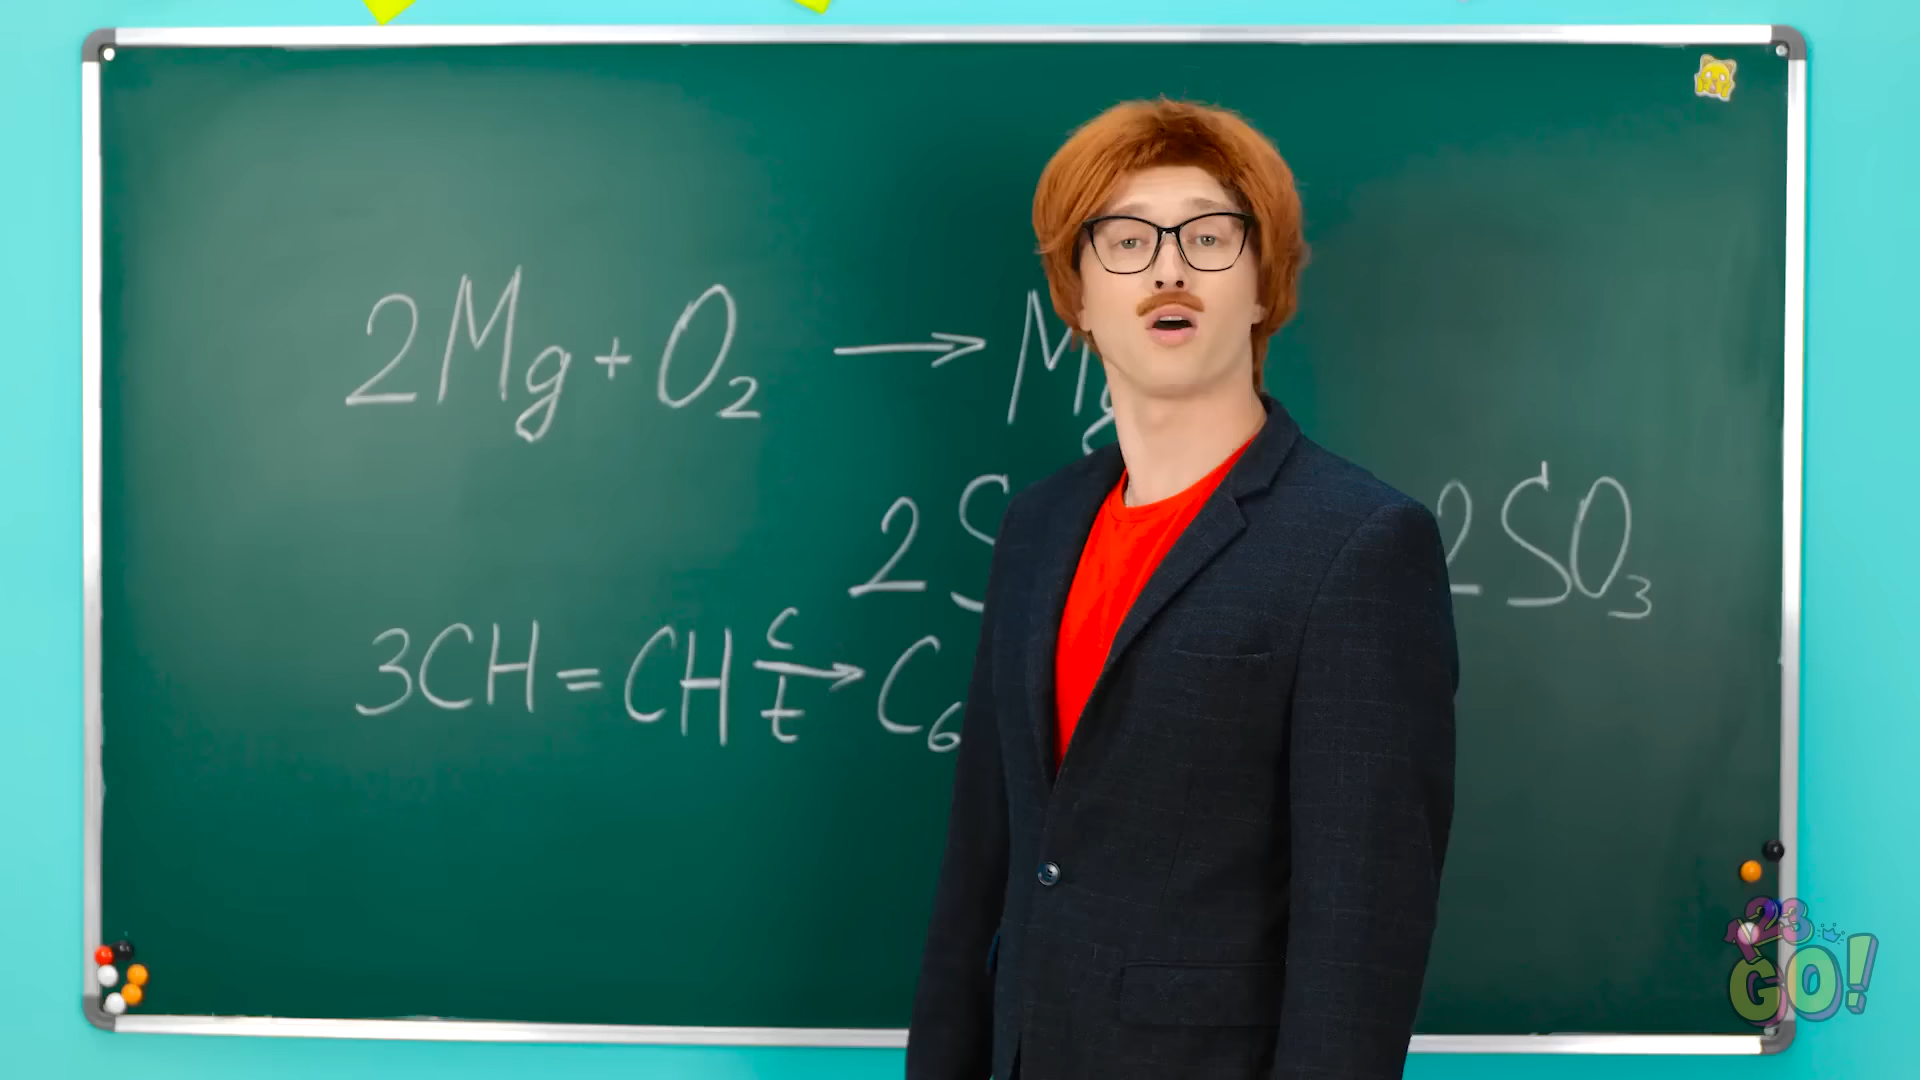 2Mg + O₂ → Mg
2S 2SO₃
3CH = CH c→t C₆
123 GO!